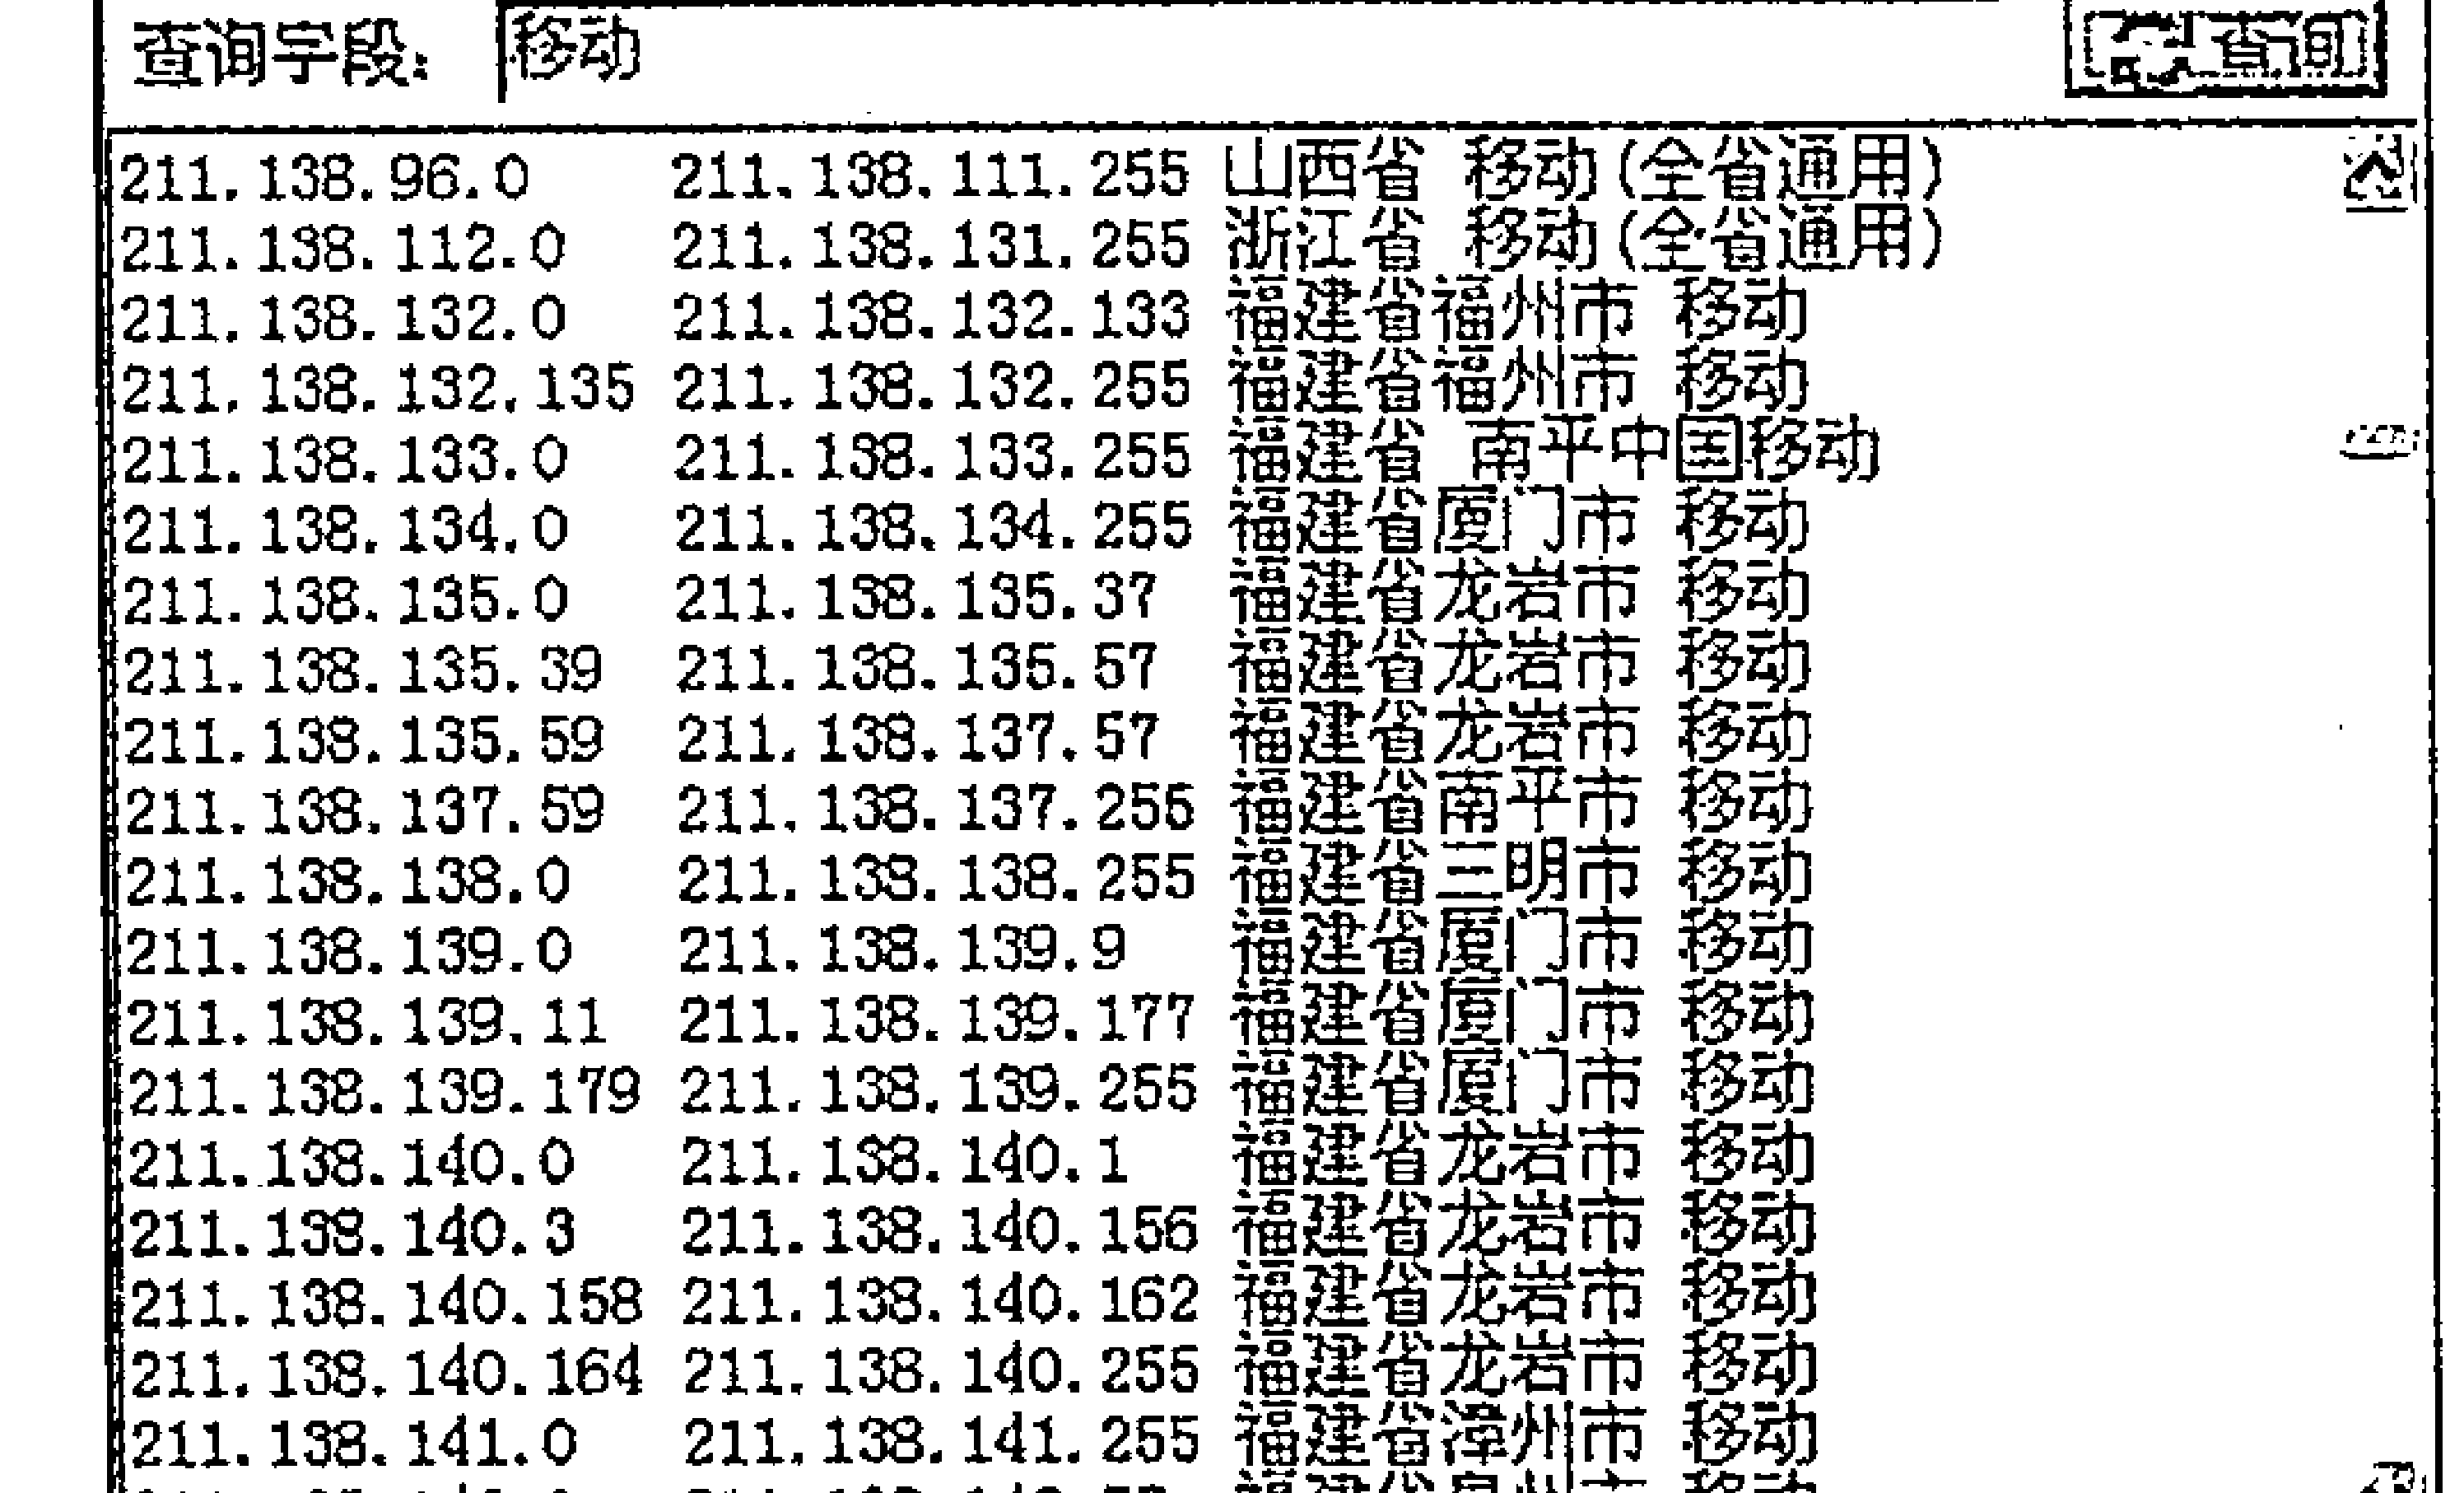 查询字段: 移动 查询
211.138.96.0 211.138.111.255 山西省 移动(全省通用)
211.138.112.0 211.138.131.255 浙江省 移动(全省通用)
211.138.132.0 211.138.132.133 福建省福州市 移动
211.138.132.135 211.138.132.255 福建省福州市 移动
211.138.133.0 211.138.133.255 福建省 南平中国移动
211.138.134.0 211.138.134.255 福建省厦门市 移动
211.138.135.0 211.138.135.37 福建省龙岩市 移动
211.138.135.39 211.138.135.57 福建省龙岩市 移动
211.138.135.59 211.138.137.57 福建省龙岩市 移动
211.138.137.59 211.138.137.255 福建省南平市 移动
211.138.138.0 211.138.138.255 福建省三明市 移动
211.138.139.0 211.138.139.9 福建省厦门市 移动
211.138.139.11 211.138.139.177 福建省厦门市 移动
211.138.139.179 211.138.139.255 福建省厦门市 移动
211.138.140.0 211.138.140.1 福建省龙岩市 移动
211.138.140.3 211.138.140.156 福建省龙岩市 移动
211.138.140.158 211.138.140.162 福建省龙岩市 移动
211.138.140.164 211.138.140.255 福建省龙岩市 移动
211.138.141.0 211.138.141.255 福建省漳州市 移动